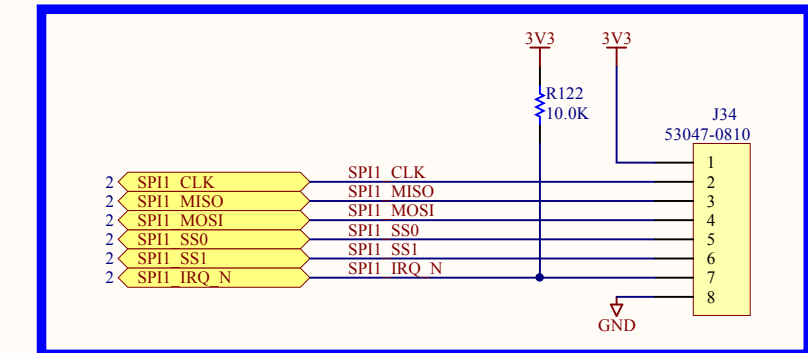 3V3 3V3
R122
10.0K
J34
53047-0810
1
2 SPI1_CLK SPI1_CLK 2
2 SPI1_MISO SPI1_MISO 3
2 SPI1_MOSI SPI1_MOSI 4
2 SPI1_SS0 SPI1_SS0 5
2 SPI1_SS1 SPI1_SS1 6
2 SPI1_IRQ_N SPI1_IRQ_N 7
8
GND